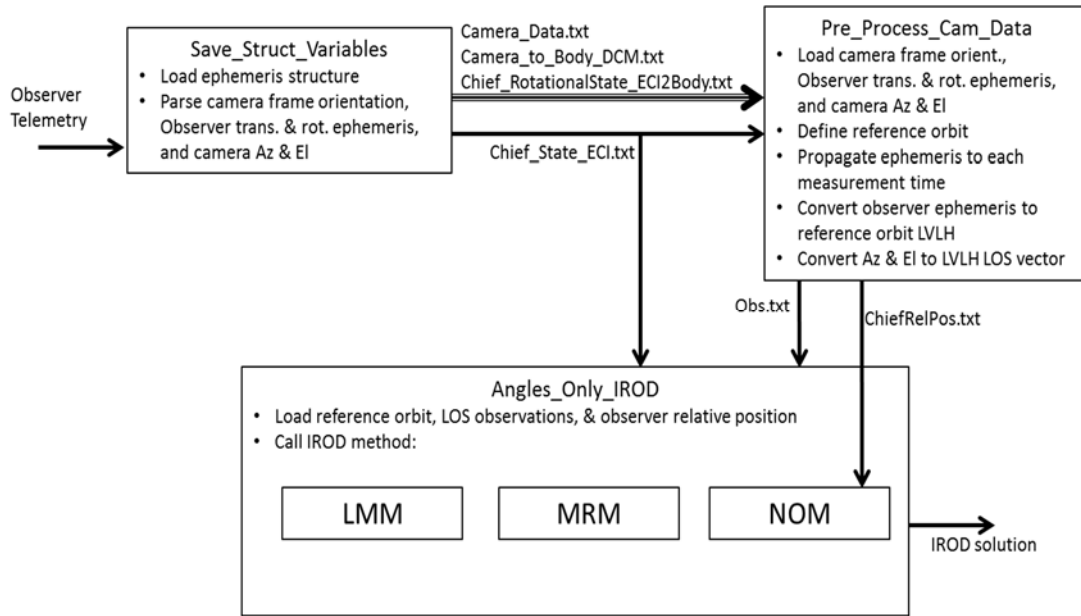 Observer
Telemetry
Save_Struct_Variables
• Load ephemeris structure
• Parse camera frame orientation,
Observer trans. & rot. ephemeris,
and camera Az & El
Camera_Data.txt
Camera_to_Body_DCM.txt
Chief_RotationalState_ECI2Body.txt
Chief_State_ECI.txt
Pre_Process_Cam_Data
• Load camera frame orient.,
Observer trans. & rot. ephemeris,
and camera Az & El
• Define reference orbit
• Propagate ephemeris to each
measurement time
• Convert observer ephemeris to
reference orbit LVLH
• Convert Az & El to LVLH LOS vector
Obs.txt
ChiefRelPos.txt
Angles_Only_IROD
• Load reference orbit, LOS observations, & observer relative position
• Call IROD method:
LMM
MRM
NOM
IROD solution